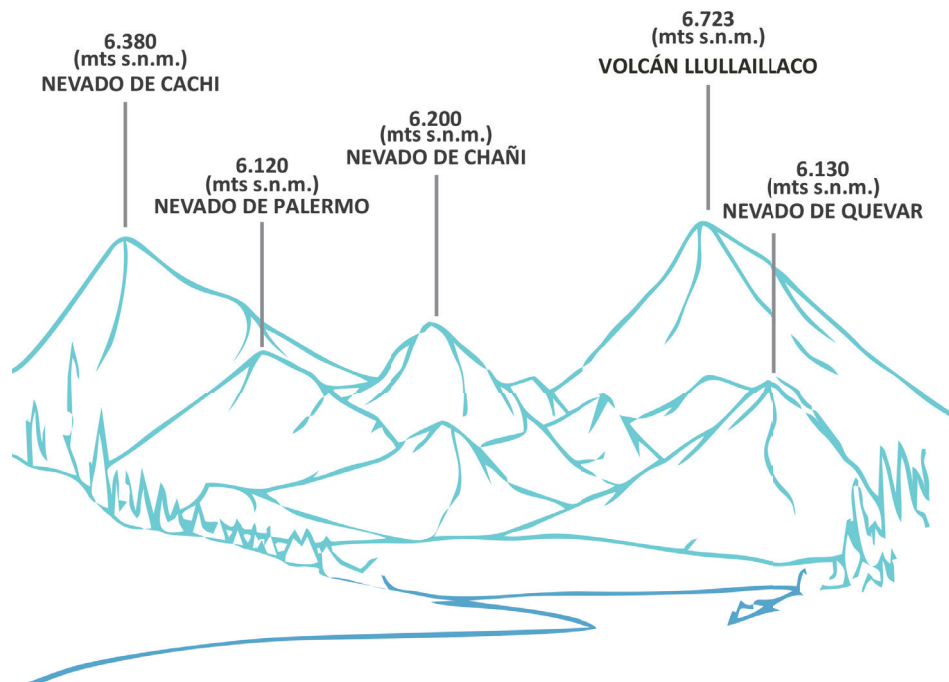 6.380
(mts s.n.m.)
NEVADO DE CACHI
6.120
(mts s.n.m.)
NEVADO DE PALERMO
6.200
(mts s.n.m.)
NEVADO DE CHAÑI
6.723
(mts s.n.m.)
VOLCÁN LLULLAILLACO
6.130
(mts s.n.m.)
NEVADO DE QUEVAR